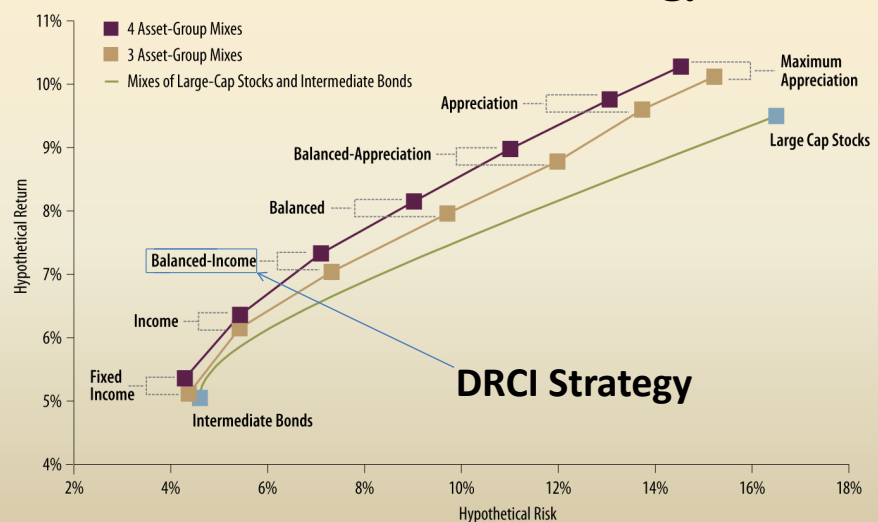 11%
4 Asset-Group Mixes
3 Asset-Group Mixes
Mixes of Large-Cap Stocks and Intermediate Bonds
Maximum
Appreciation
10%
Appreciation
Large Cap Stocks
9%
Balanced-Appreciation
8%
Balanced
Hypothetical Return
7%
Balanced-Income
Income
6%
Fixed
Income
DRCI Strategy
5%
Intermediate Bonds
4%
2%
4%
6%
8%
10%
12%
14%
16%
18%
Hypothetical Risk